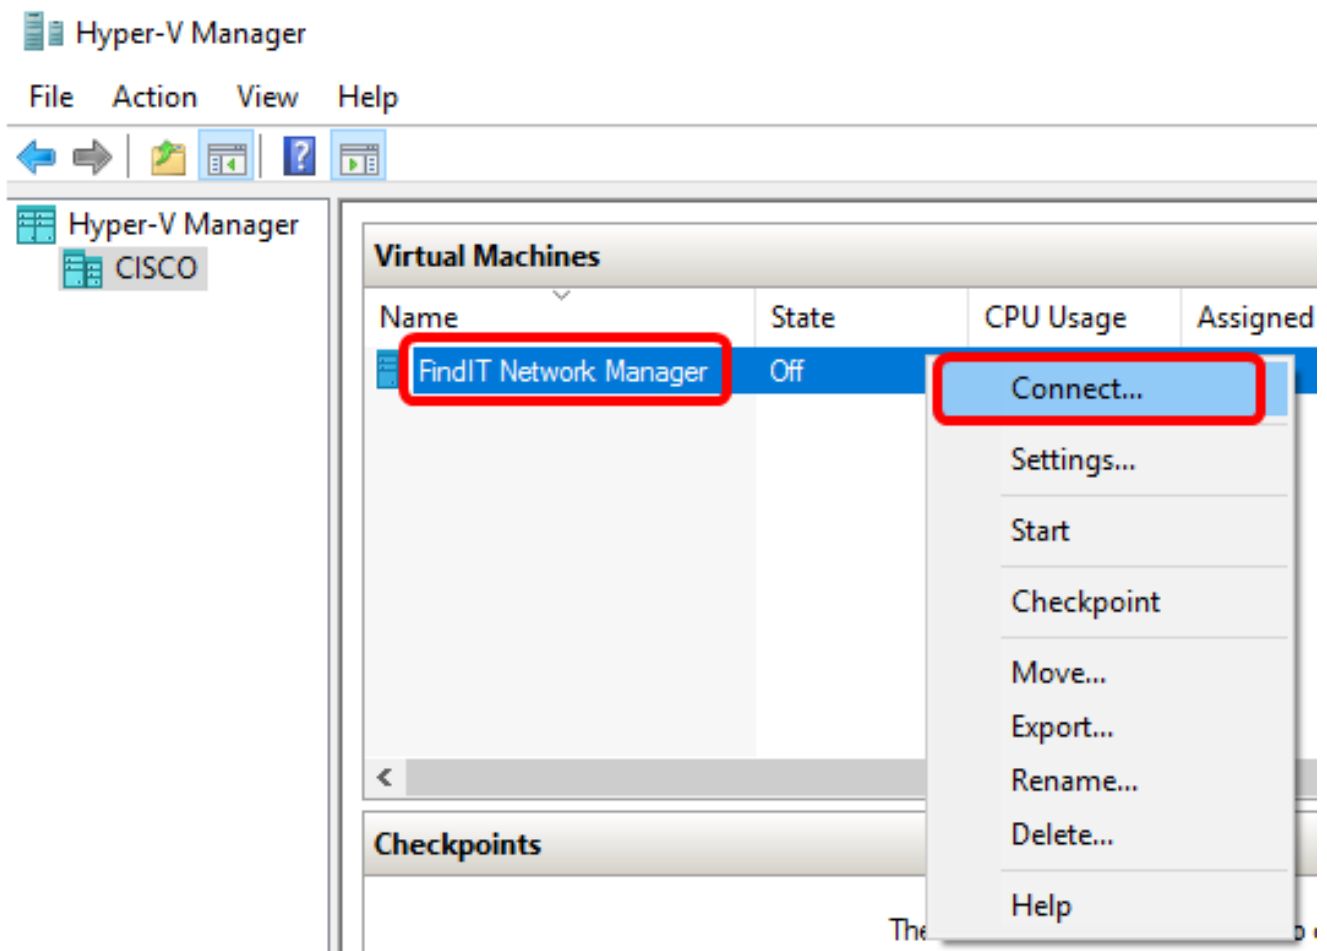 Hyper-V Manager
File Action View Help
Hyper-V Manager
CISCO
Virtual Machines
Name State CPU Usage Assigned
FindIT Network Manager Off
Connect...
Settings...
Start
Checkpoint
Move...
Export...
Rename...
Delete...
Help
Checkpoints
The